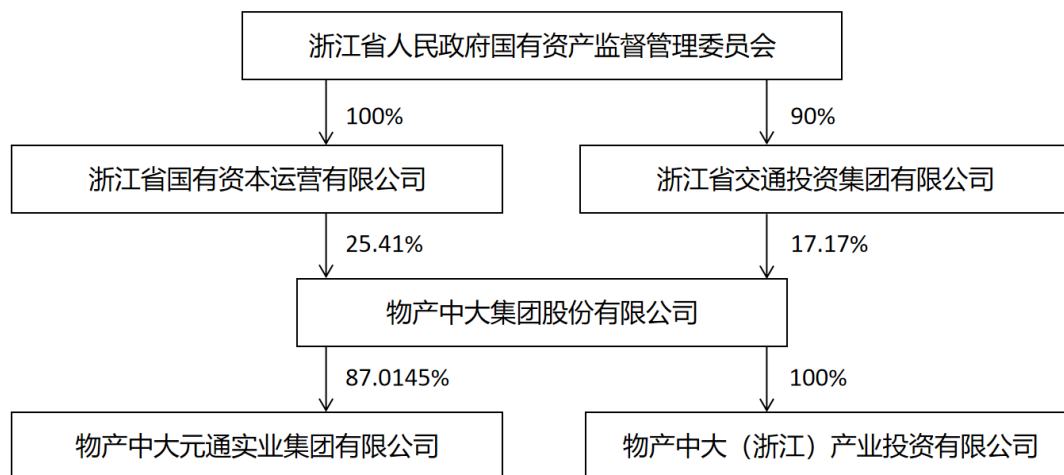 浙江省人民政府国有资产监督管理委员会
100%
90%
浙江省国有资本运营有限公司
浙江省交通投资集团有限公司
25.41%
17.17%
物产中大集团股份有限公司
87.0145%
100%
物产中大元通实业集团有限公司
物产中大（浙江）产业投资有限公司